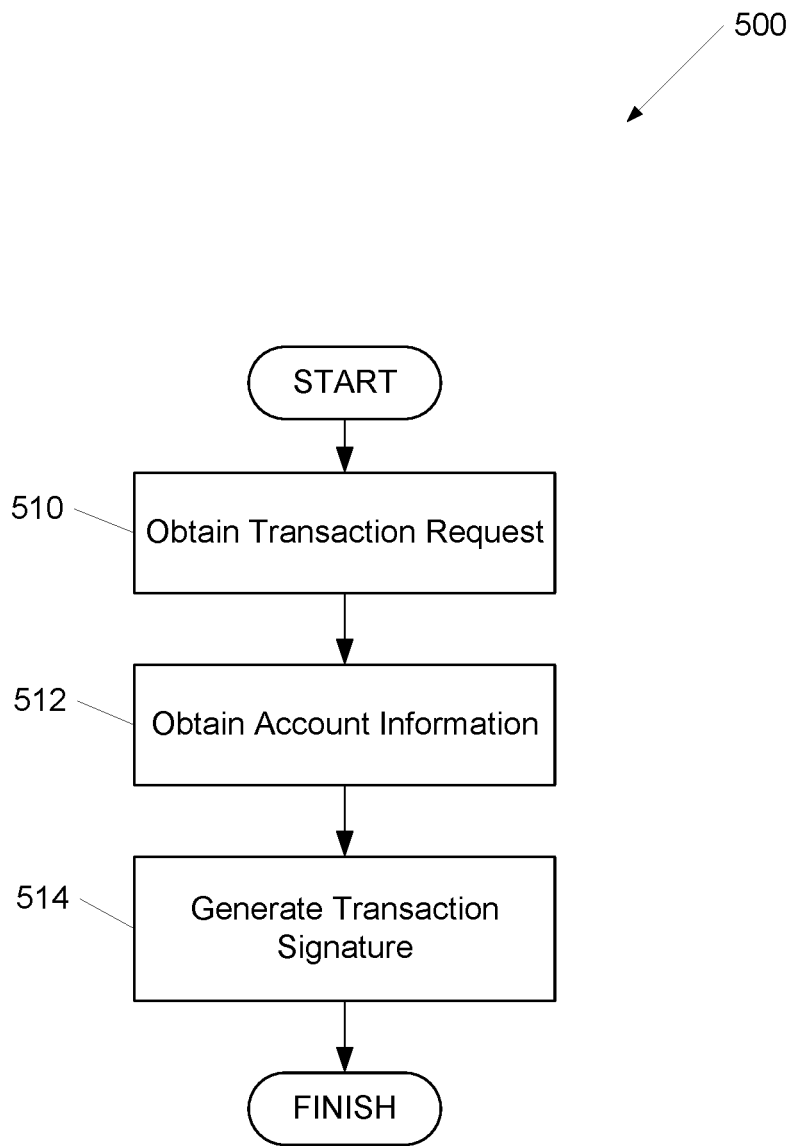 500
START
510
Obtain Transaction Request
512
Obtain Account Information
514
Generate Transaction
Signature
FINISH